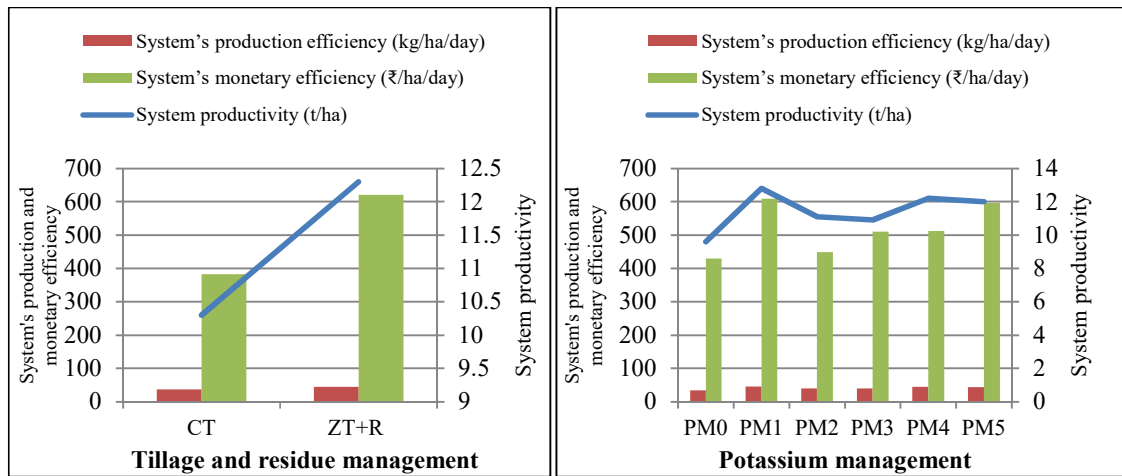 System’s production efficiency (kg/ha/day)
System’s monetary efficiency (₹/ha/day)
System productivity (t/ha)
System's production and
monetary efficiency
700
600
500
400
300
200
100
0
12.5
12
11.5
11
10.5
10
9.5
9
System productivity
CT
ZT+R
Tillage and residue management
System’s production efficiency (kg/ha/day)
System’s monetary efficiency (₹/ha/day)
System productivity (t/ha)
System's production and
monetary efficiency
700
600
500
400
300
200
100
0
14
12
10
8
6
4
2
0
System productivity
PM0 PM1 PM2 PM3 PM4 PM5
Potassium management